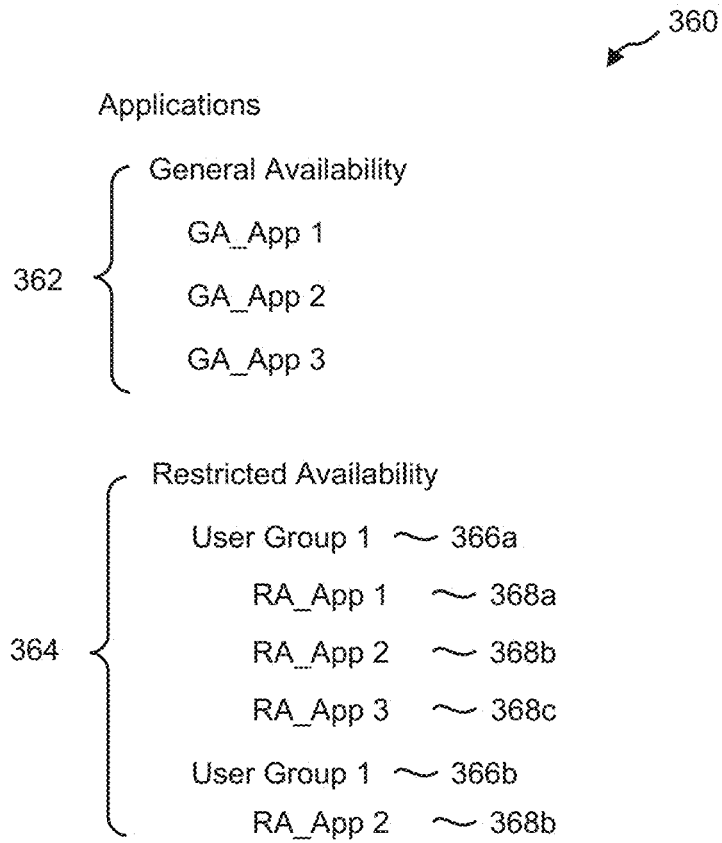 360
Applications
General Availability
GA_App 1
362
GA_App 2
GA_App 3
Restricted Availability
User Group 1 366a
RA_App 1 368a
364 RA_App 2 368b
RA_App 3 368c
User Group 1 366b
RA_App 2 368b